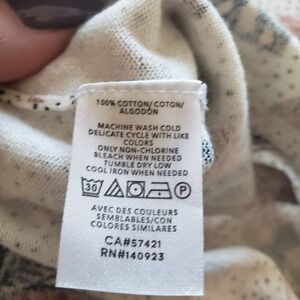 100% COTTON/COTON/
ALGODÓN
MACHINE WASH COLD
DELICATE CYCLE WITH LIKE
COLORS
ONLY NON-CHLORINE
BLEACH WHEN NEEDED
TUMBLE DRY LOW
COOL IRON WHEN NEEDED
30 P
AVEC DES COULEURS
SEMBLABLES/CON
COLORES SIMILARES
CA#57421
RN#140923